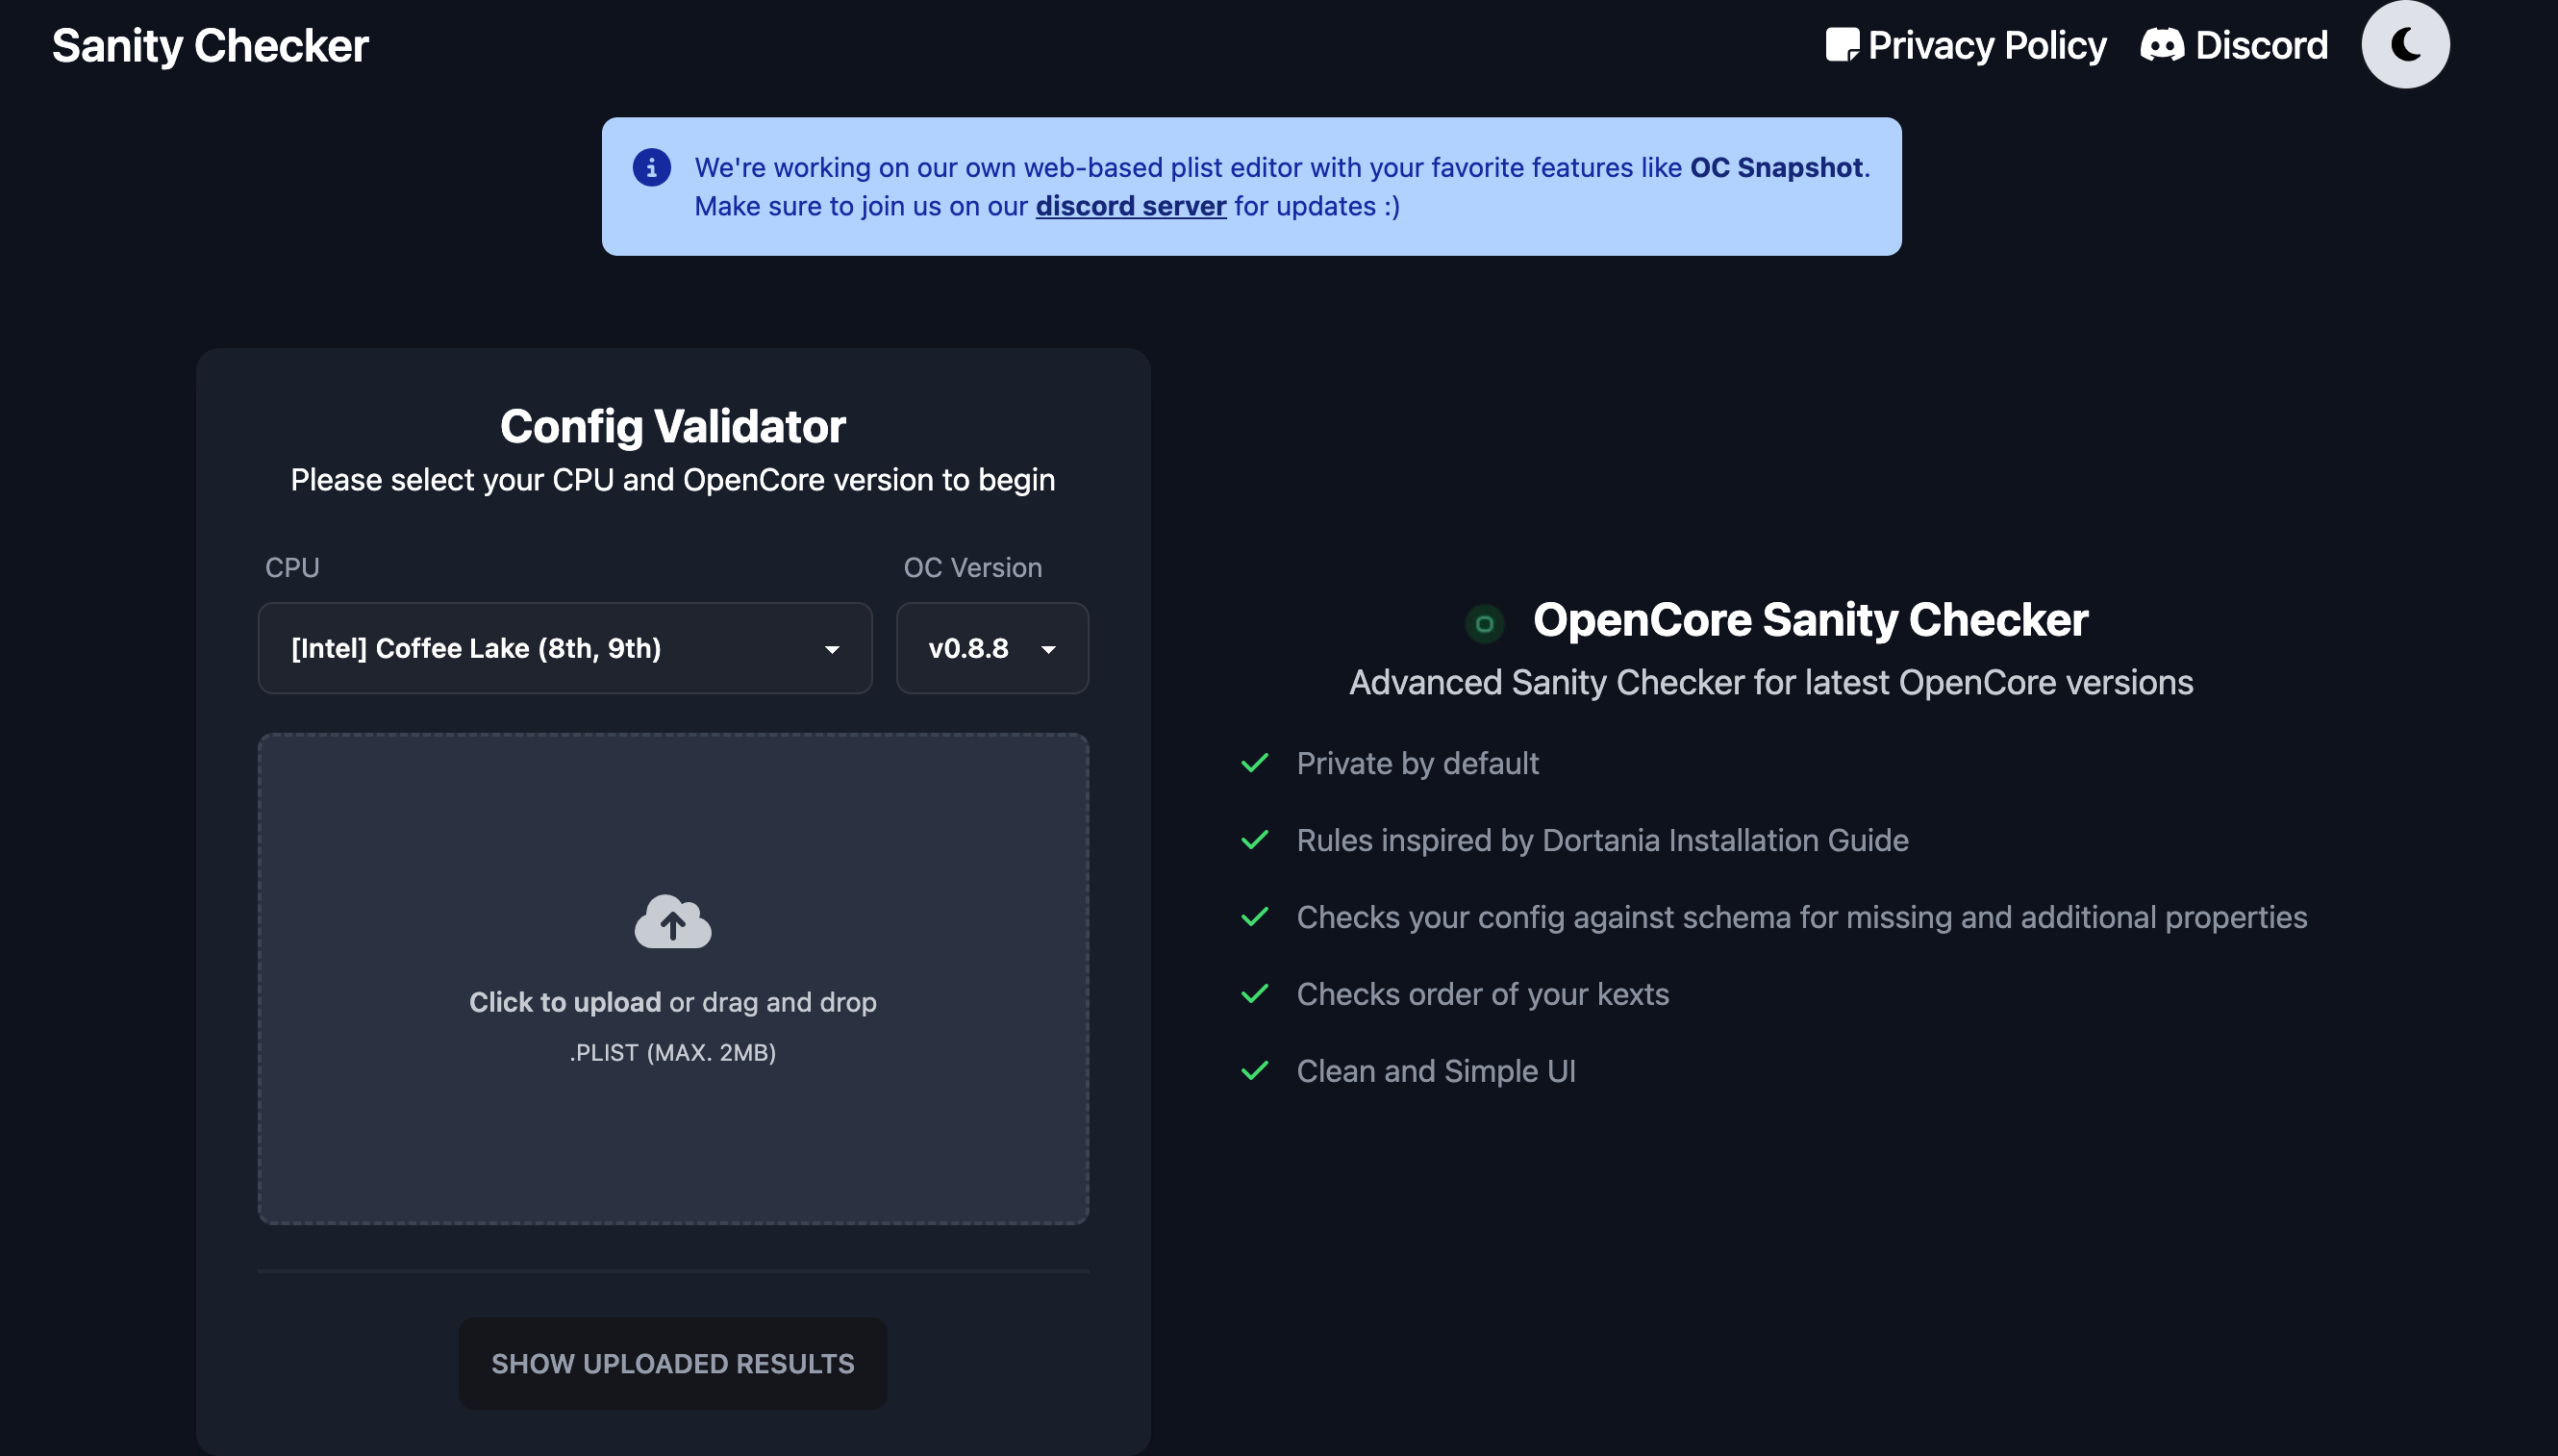 Sanity Checker
Privacy Policy
Discord
We're working on our own web-based plist editor with your favorite features like OC Snapshot.
Make sure to join us on our discord server for updates :)
Config Validator
Please select your CPU and OpenCore version to begin
CPU
OC Version
[Intel] Coffee Lake (8th, 9th)
v0.8.8
Click to upload or drag and drop
.PLIST (MAX. 2MB)
SHOW UPLOADED RESULTS
OpenCore Sanity Checker
Advanced Sanity Checker for latest OpenCore versions
Private by default
Rules inspired by Dortania Installation Guide
Checks your config against schema for missing and additional properties
Checks order of your kexts
Clean and Simple UI